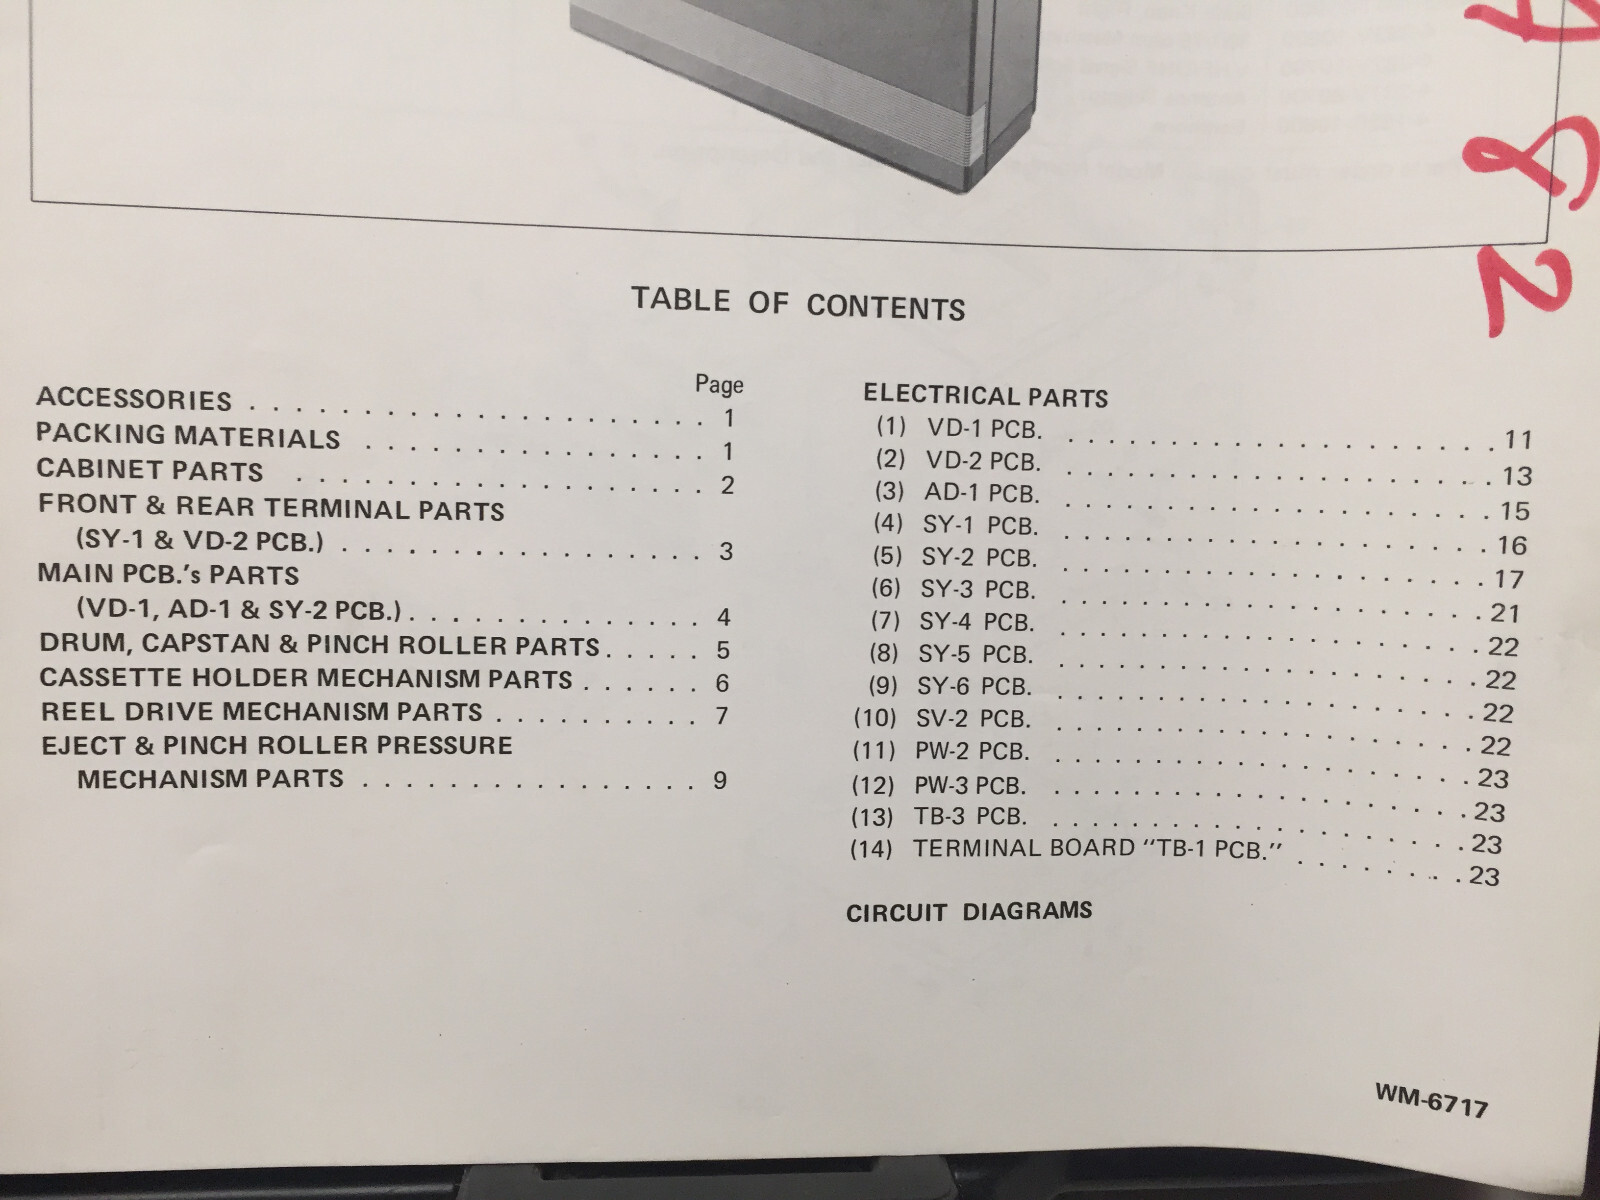 TABLE OF CONTENTS
Page
ACCESSORIES . . . . . . . . . . . . . . . . . . . . . . 1
PACKING MATERIALS . . . . . . . . . . . . . . . . 1
CABINET PARTS . . . . . . . . . . . . . . . . . . . 2
FRONT & REAR TERMINAL PARTS
(SY-1 & VD-2 PCB.) . . . . . . . . . . . . . . . . . 3
MAIN PCB.'s PARTS
(VD-1, AD-1 & SY-2 PCB.) . . . . . . . . . . . . . . 4
DRUM, CAPSTAN & PINCH ROLLER PARTS . . . . . 5
CASSETTE HOLDER MECHANISM PARTS . . . . . . 6
REEL DRIVE MECHANISM PARTS . . . . . . . . . . 7
EJECT & PINCH ROLLER PRESSURE
MECHANISM PARTS . . . . . . . . . . . . . . . . 9
ELECTRICAL PARTS
(1) VD-1 PCB. . . . . . . . . . . . . . . . . . . . . 11
(2) VD-2 PCB. . . . . . . . . . . . . . . . . . . . . 13
(3) AD-1 PCB. . . . . . . . . . . . . . . . . . . . . 15
(4) SY-1 PCB. . . . . . . . . . . . . . . . . . . . . 16
(5) SY-2 PCB. . . . . . . . . . . . . . . . . . . . . 17
(6) SY-3 PCB. . . . . . . . . . . . . . . . . . . . . 21
(7) SY-4 PCB. . . . . . . . . . . . . . . . . . . . . 22
(8) SY-5 PCB. . . . . . . . . . . . . . . . . . . . . 22
(9) SY-6 PCB. . . . . . . . . . . . . . . . . . . . . 22
(10) SV-2 PCB. . . . . . . . . . . . . . . . . . . . . 22
(11) PW-2 PCB. . . . . . . . . . . . . . . . . . . . . 23
(12) PW-3 PCB. . . . . . . . . . . . . . . . . . . . . 23
(13) TB-3 PCB. . . . . . . . . . . . . . . . . . . . . 23
(14) TERMINAL BOARD "TB-1 PCB." . . . . . . . . 23
CIRCUIT DIAGRAMS
WM-6717
82